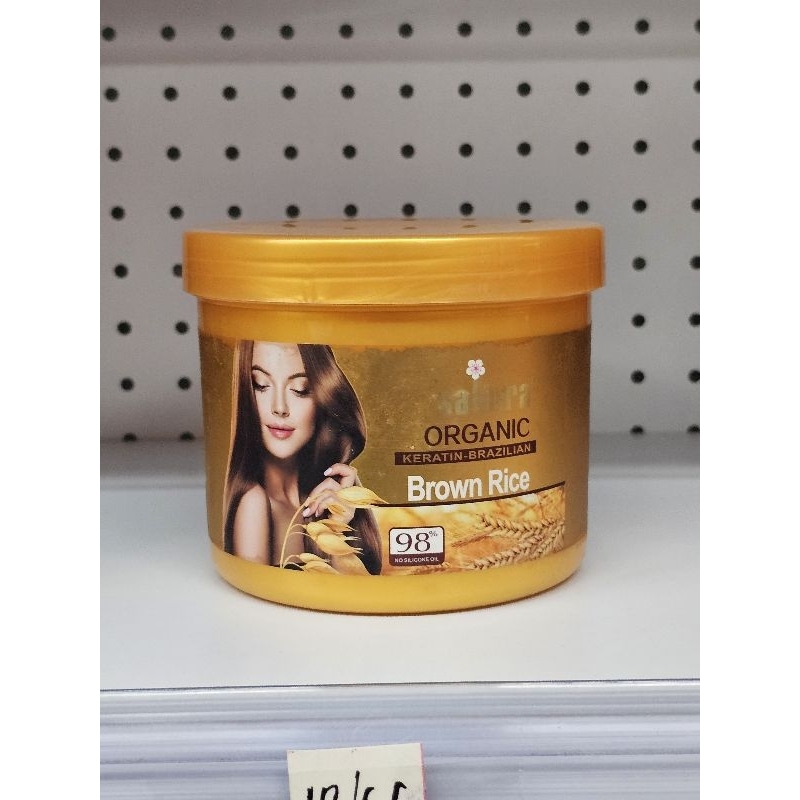 ORGANIC
KERATIN-BRAZILIAN
Brown Rice
98%
NO SILICONE OIL